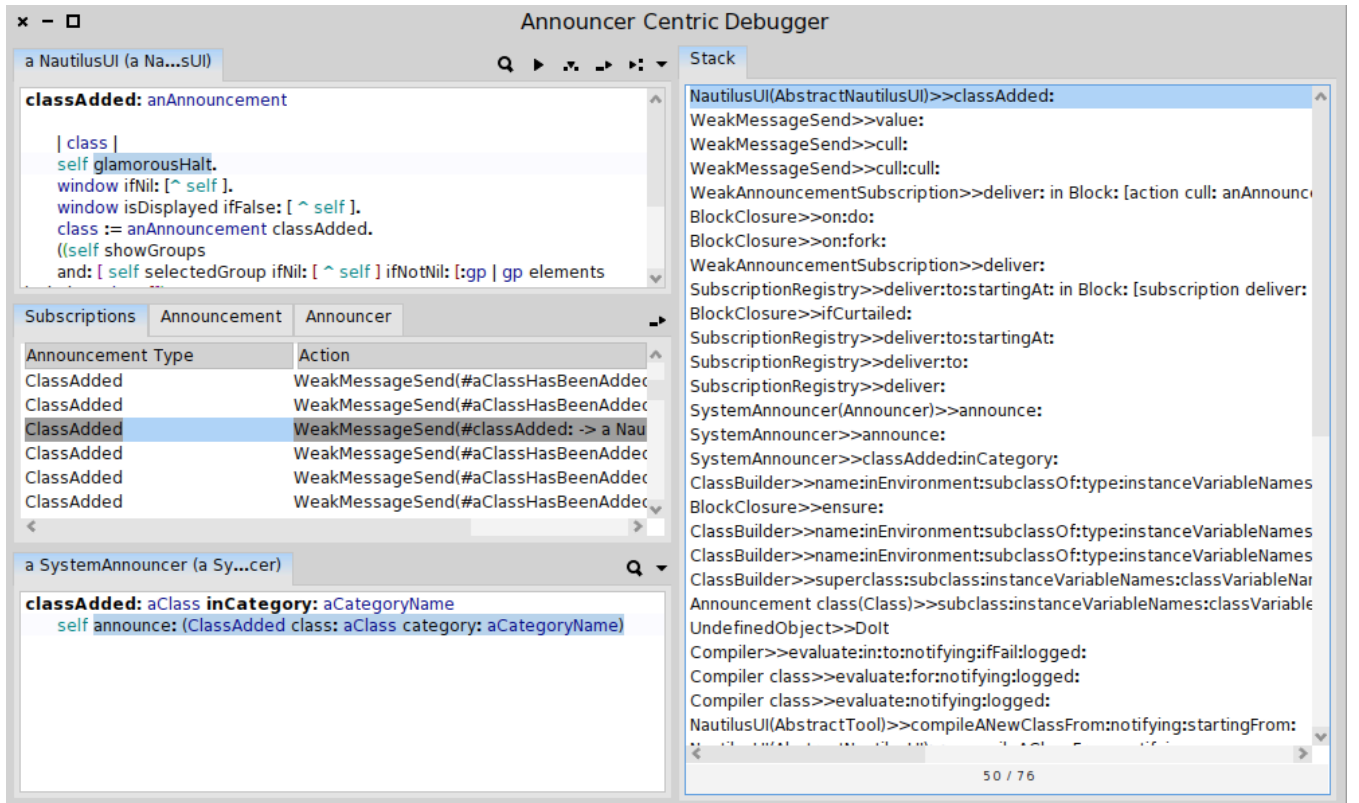 Announcer Centric Debugger
a NautilusUI (a Na...sUI)
classAdded: anAnnouncement
| class |
self glamorousHalt.
window ifNil: [^ self ].
window isDisplayed ifFalse: [ ^ self ].
class := anAnnouncement classAdded.
((self showGroups
and: [ self selectedGroup ifNil: [ ^ self ] ifNotNil: [:gp | gp elements
Subscriptions Announcement Announcer
Announcement Type Action
ClassAdded WeakMessageSend(#aClassHasBeenAdded
ClassAdded WeakMessageSend(#aClassHasBeenAdded
ClassAdded WeakMessageSend(#classAdded: -> a Nau
ClassAdded WeakMessageSend(#aClassHasBeenAdded
ClassAdded WeakMessageSend(#aClassHasBeenAdded
ClassAdded WeakMessageSend(#aClassHasBeenAdded
a SystemAnnouncer (a Sy...cer)
classAdded: aClass inCategory: aCategoryName
self announce: (ClassAdded class: aClass category: aCategoryName)
Stack
NautilusUI(AbstractNautilusUI)>>classAdded:
WeakMessageSend>>value:
WeakMessageSend>>cull:
WeakMessageSend>>cull:cull:
WeakAnnouncementSubscription>>deliver: in Block: [action cull: anAnnounce
BlockClosure>>on:do:
BlockClosure>>on:fork:
WeakAnnouncementSubscription>>deliver:
SubscriptionRegistry>>deliver:to:startingAt: in Block: [subscription deliver:
BlockClosure>>ifCurtailed:
SubscriptionRegistry>>deliver:to:startingAt:
SubscriptionRegistry>>deliver:to:
SubscriptionRegistry>>deliver:
SystemAnnouncer(Announcer)>>announce:
SystemAnnouncer>>announce:
SystemAnnouncer>>classAdded:inCategory:
ClassBuilder>>name:inEnvironment:subclassOf:type:instanceVariableNames
BlockClosure>>ensure:
ClassBuilder>>name:inEnvironment:subclassOf:type:instanceVariableNames
ClassBuilder>>name:inEnvironment:subclassOf:type:instanceVariableNames
ClassBuilder>>superclass:subclass:instanceVariableNames:classVariableNar
Announcement class(Class)>>subclass:instanceVariableNames:classVariable
UndefinedObject>>DoIt
Compiler>>evaluate:in:to:notifying:ifFail:logged:
Compiler class>>evaluate:for:notifying:logged:
Compiler class>>evaluate:notifying:logged:
NautilusUI(AbstractTool)>>compileANewClassFrom:notifying:startingFrom:
50 / 76